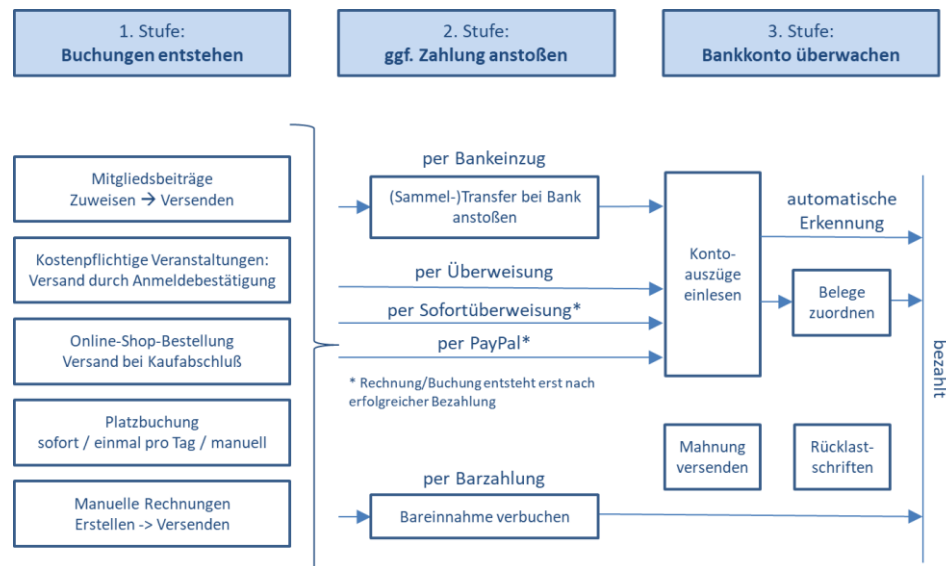 1. Stufe:
Buchungen entstehen
2. Stufe:
ggf. Zahlung anstoßen
3. Stufe:
Bankkonto überwachen
Mitgliedsbeiträge
Zuweisen → Versenden
Kostenpflichtige Veranstaltungen:
Versand durch Anmeldebestätigung
Online-Shop-Bestellung
Versand bei Kaufabschluß
Platzbuchung
sofort / einmal pro Tag / manuell
Manuelle Rechnungen
Erstellen -> Versenden
per Bankeinzug
(Sammel-)Transfer bei Bank
anstoßen
per Überweisung
per Sofortüberweisung*
per PayPal*
* Rechnung/Buchung entsteht erst nach
erfolgreicher Bezahlung
per Barzahlung
Bareinnahme verbuchen
Konto-
auszüge
einlesen
automatische
Erkennung
Belege
zuordnen
Mahnung
versenden
Rücklast-
schriften
bezahlt